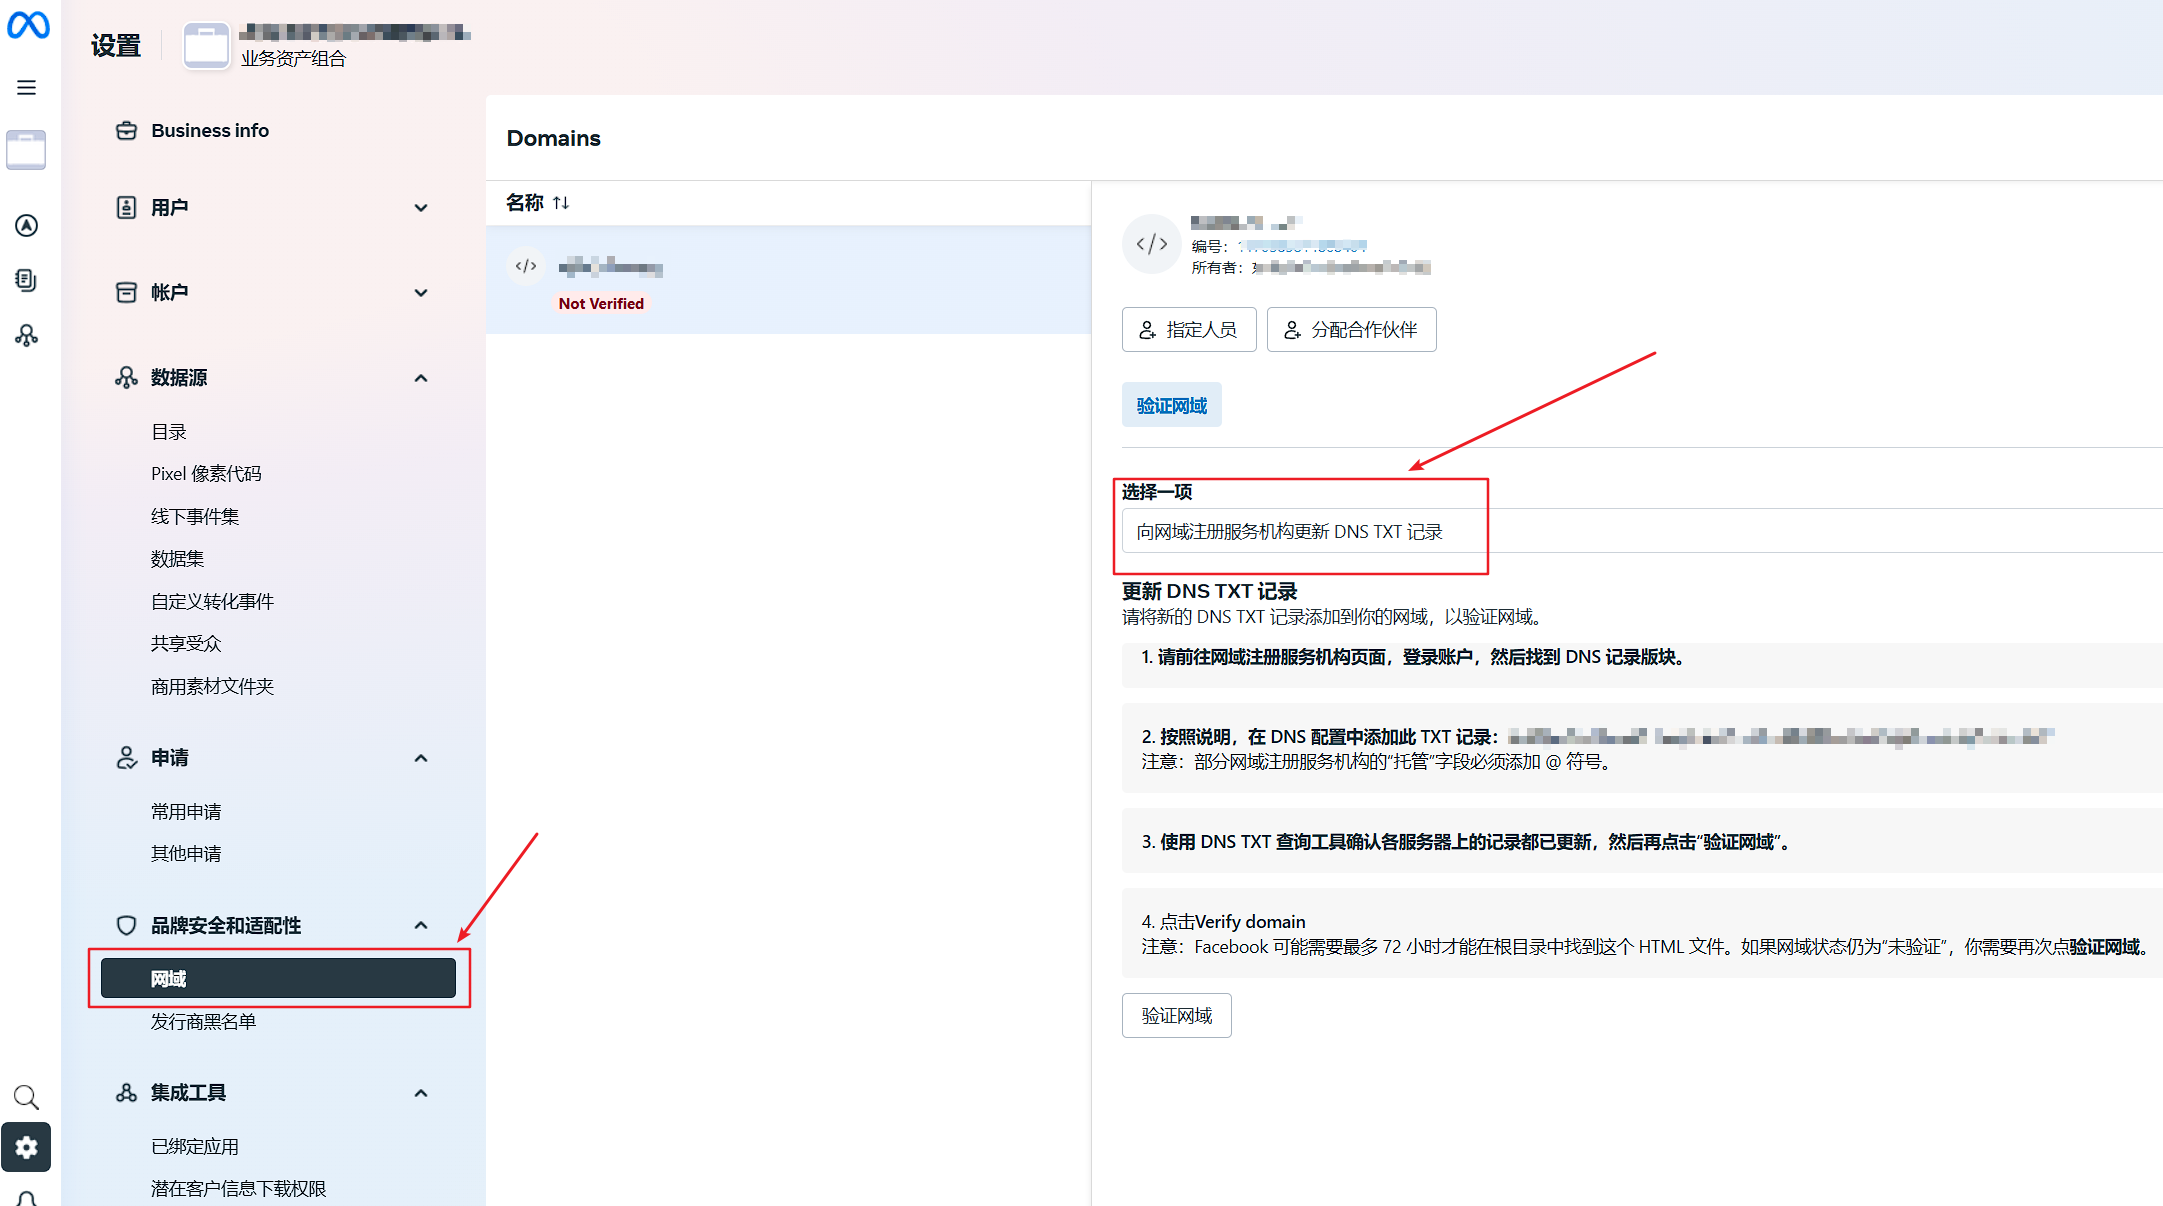 设置
业务资产组合
Business info
用户
帐户
数据源
目录
Pixel 像素代码
线下事件集
数据集
自定义转化事件
共享受众
商用素材文件夹
申请
常用申请
其他申请
品牌安全和适配性
网域
发行商黑名单
集成工具
已绑定应用
潜在客户信息下载权限
Domains
名称
Not Verified
编号：
所有者：
指定人员
分配合作伙伴
验证网域
选择一项
向网域注册服务机构更新 DNS TXT 记录
更新 DNS TXT 记录
请将新的 DNS TXT 记录添加到你的网域，以验证网域。
1. 请前往网域注册服务机构页面，登录账户，然后找到 DNS 记录版块。
2. 按照说明，在 DNS 配置中添加此 TXT 记录：
注意：部分网域注册服务机构的“托管”字段必须添加 @ 符号。
3. 使用 DNS TXT 查询工具确认各服务器上的记录都已更新，然后再点击“验证网域”。
4. 点击Verify domain
注意：Facebook 可能需要最多 72 小时才能在根目录中找到这个 HTML 文件。如果网域状态仍为“未验证”，你需要再次点验证网域。
验证网域